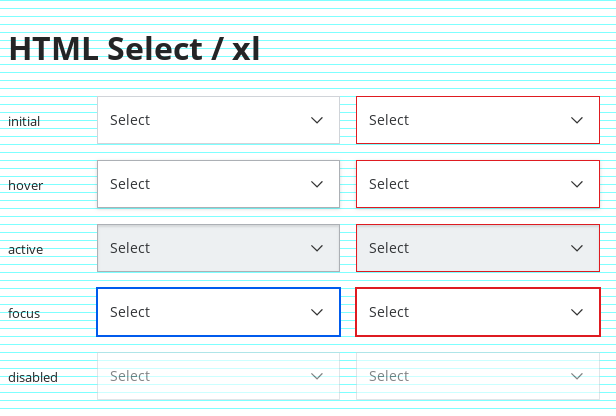 HTML Select / xl
initial Select Select
hover Select Select
active Select Select
focus Select Select
disabled Select Select